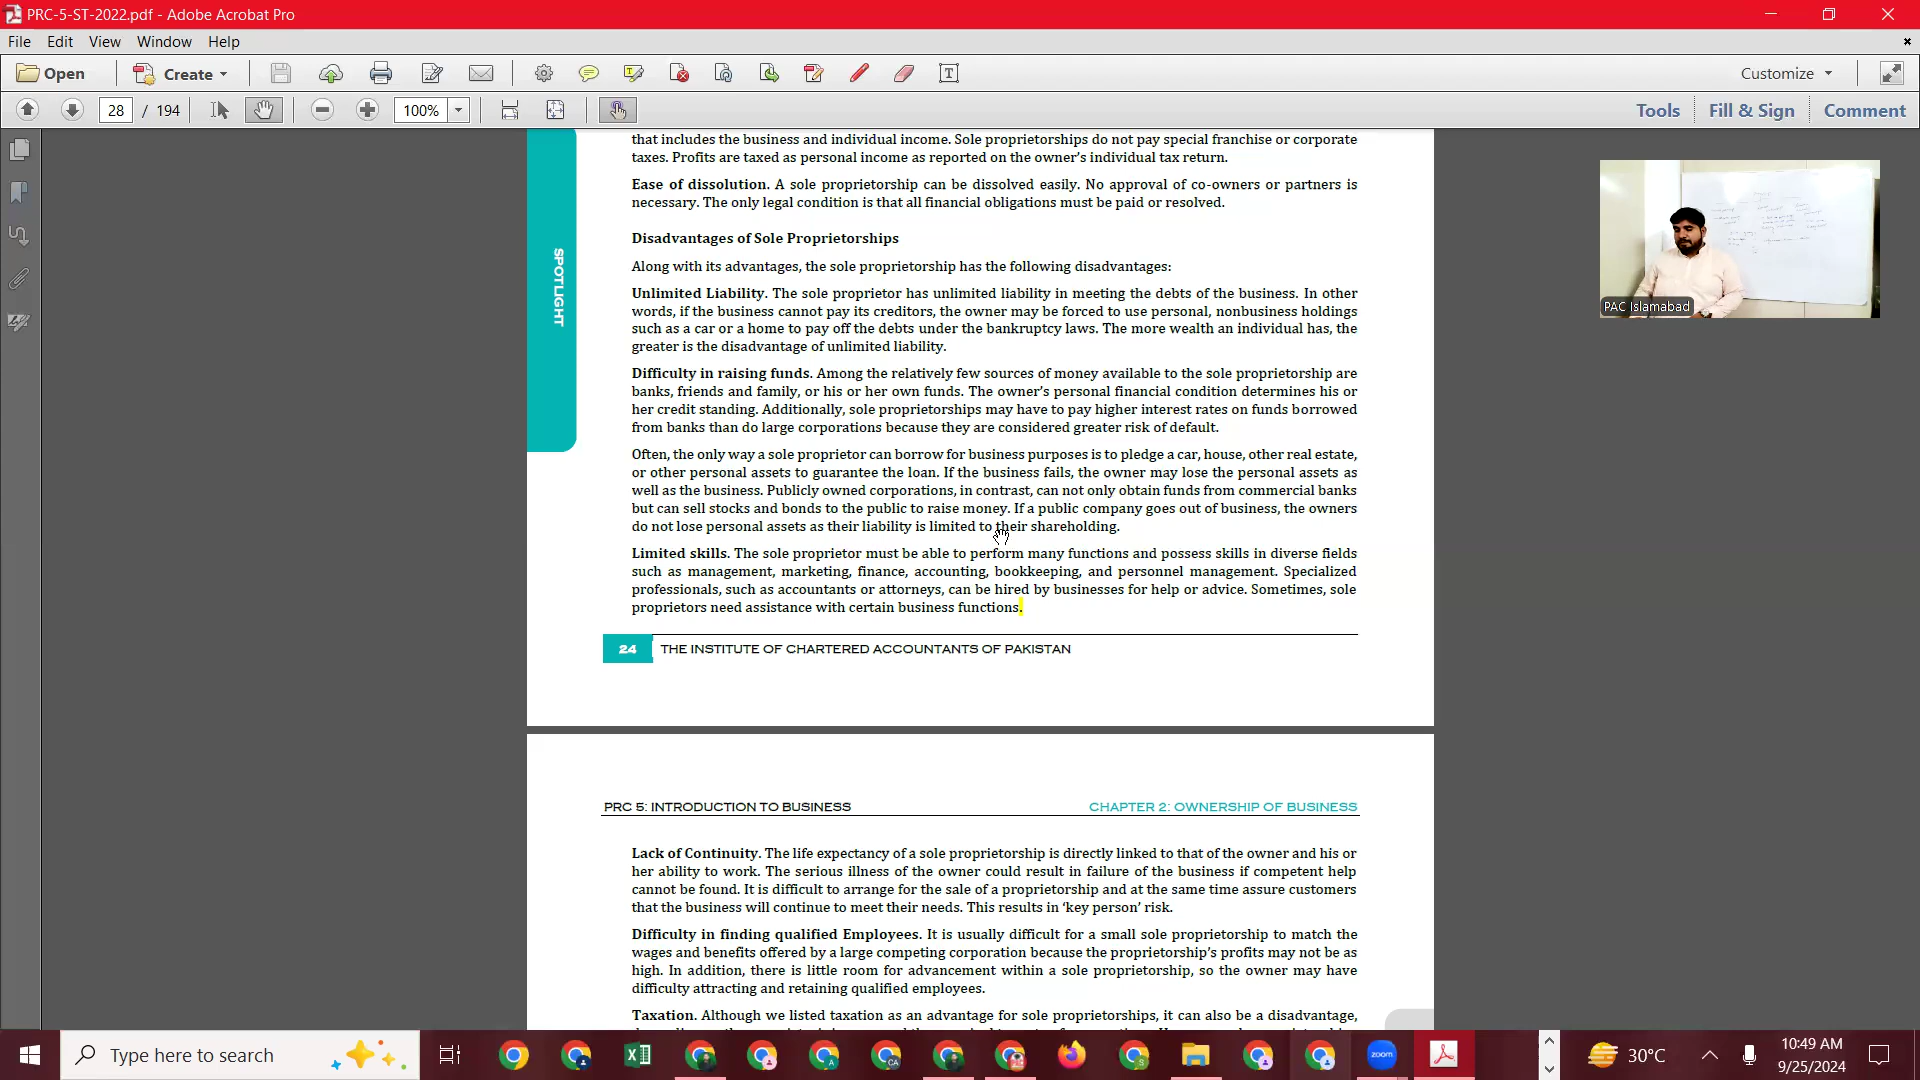 PRC-5-ST-2022.pdf - Adobe Acrobat Pro
File Edit View Window Help
Open Create Customize
28 / 194 100% Tools Fill & Sign Comment
that includes the business and individual income. Sole proprietorships do not pay special franchise or corporate
taxes. Profits are taxed as personal income as reported on the owner's individual tax return.
Ease of dissolution. A sole proprietorship can be dissolved easily. No approval of co-owners or partners is
necessary. The only legal condition is that all financial obligations must be paid or resolved.
SPOTLIGHT
Disadvantages of Sole Proprietorships
Along with its advantages, the sole proprietorship has the following disadvantages:
Unlimited Liability. The sole proprietor has unlimited liability in meeting the debts of the business. In other
words, if the business cannot pay its creditors, the owner may be forced to use personal, nonbusiness holdings
such as a car or a home to pay off the debts under the bankruptcy laws. The more wealth an individual has, the
greater is the disadvantage of unlimited liability.
PAC Islamabad
Difficulty in raising funds. Among the relatively few sources of money available to the sole proprietorship are
banks, friends and family, or his or her own funds. The owner's personal financial condition determines his or
her credit standing. Additionally, sole proprietorships may have to pay higher interest rates on funds borrowed
from banks than do large corporations because they are considered greater risk of default.
Often, the only way a sole proprietor can borrow for business purposes is to pledge a car, house, other real estate,
or other personal assets to guarantee the loan. If the business fails, the owner may lose the personal assets as
well as the business. Publicly owned corporations, in contrast, can not only obtain funds from commercial banks
but can sell stocks and bonds to the public to raise money. If a public company goes out of business, the owners
do not lose personal assets as their liability is limited to their shareholding.
Limited skills. The sole proprietor must be able to perform many functions and possess skills in diverse fields
such as management, marketing, finance, accounting, bookkeeping, and personnel management. Specialized
professionals, such as accountants or attorneys, can be hired by businesses for help or advice. Sometimes, sole
proprietors need assistance with certain business functions.
24 THE INSTITUTE OF CHARTERED ACCOUNTANTS OF PAKISTAN
PRC 5: INTRODUCTION TO BUSINESS CHAPTER 2: OWNERSHIP OF BUSINESS
Lack of Continuity. The life expectancy of a sole proprietorship is directly linked to that of the owner and his or
her ability to work. The serious illness of the owner could result in failure of the business if competent help
cannot be found. It is difficult to arrange for the sale of a proprietorship and at the same time assure customers
that the business will continue to meet their needs. This results in 'key person' risk.
Difficulty in finding qualified Employees. It is usually difficult for a small sole proprietorship to match the
wages and benefits offered by a large competing corporation because the proprietorship's profits may not be as
high. In addition, there is little room for advancement within a sole proprietorship, so the owner may have
difficulty attracting and retaining qualified employees.
Taxation. Although we listed taxation as an advantage for sole proprietorships, it can also be a disadvantage,
Type here to search
zoom
30°C
10:49 AM
9/25/2024